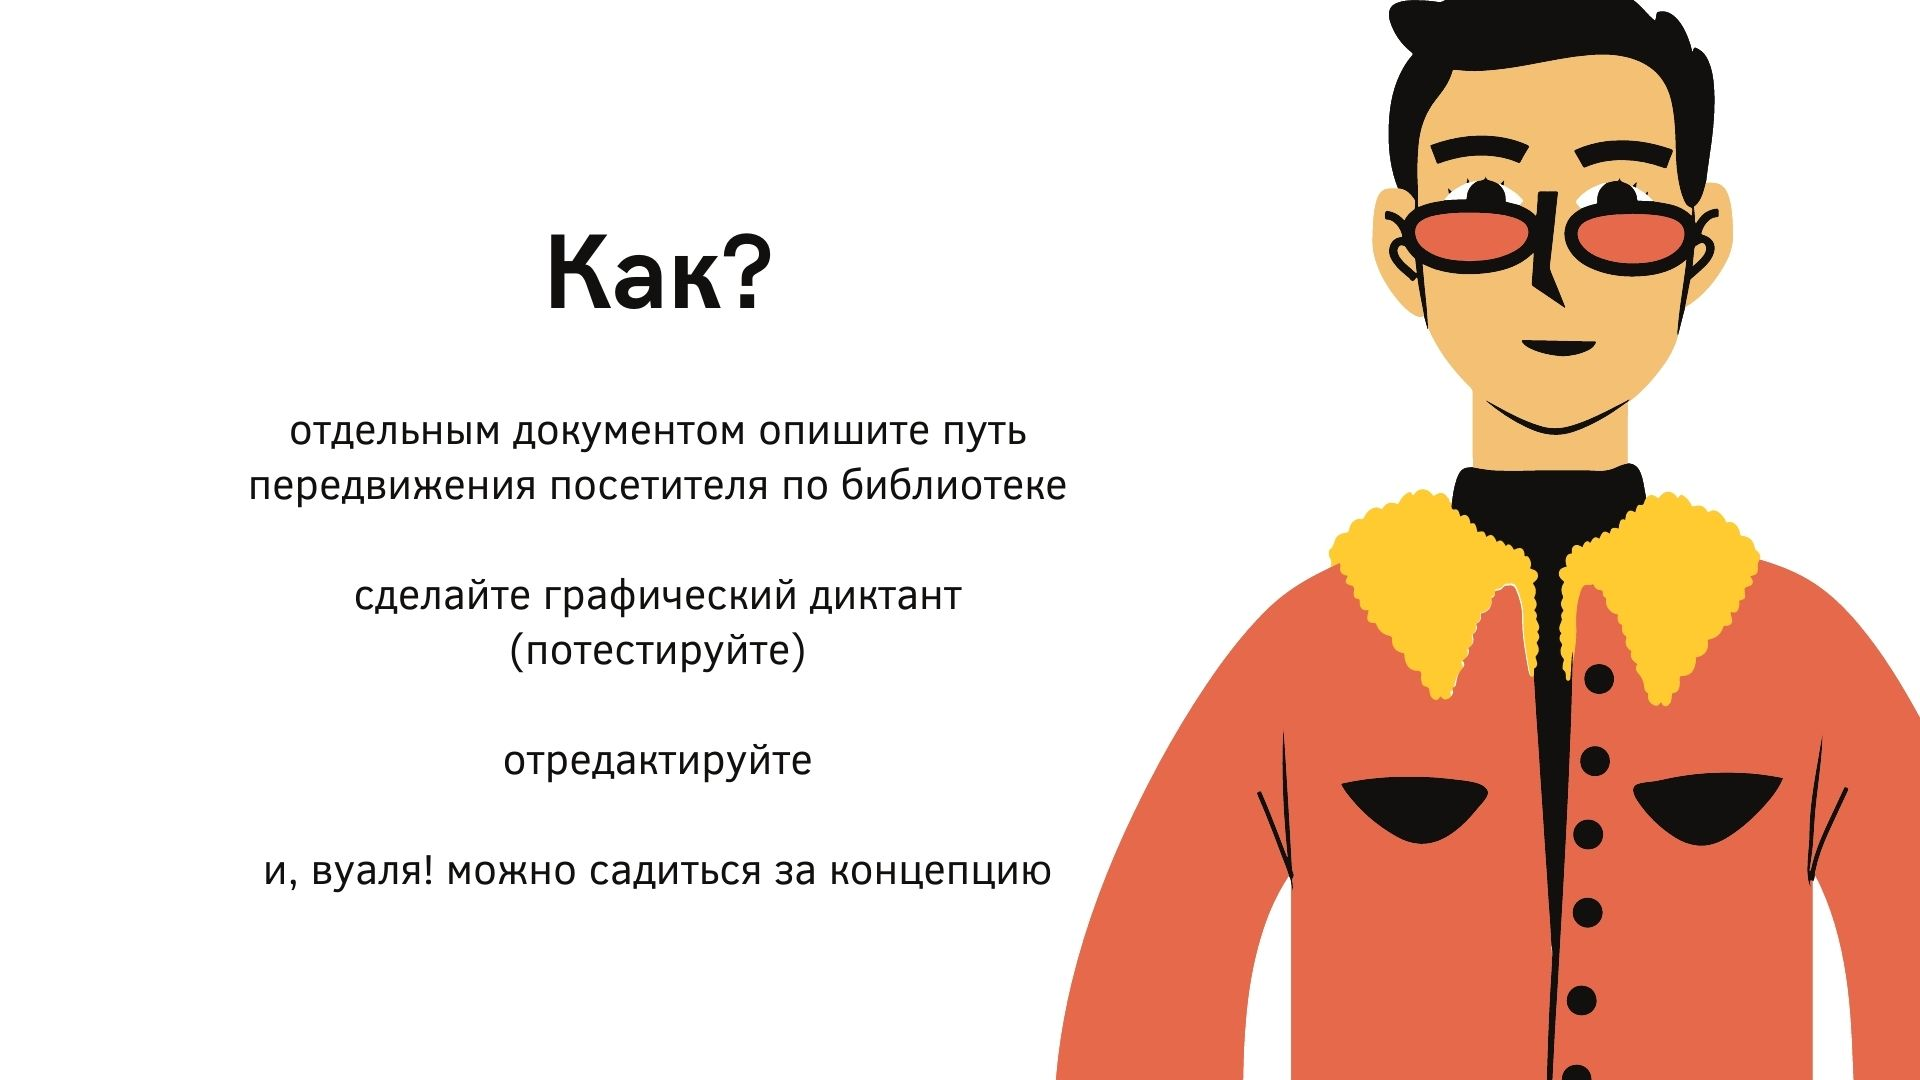 Как?
отдельным документом опишите путь
передвижения посетителя по библиотеке
сделайте графический диктант
(потестируйте)
отредактируйте
и, вуаля! можно садиться за концепцию